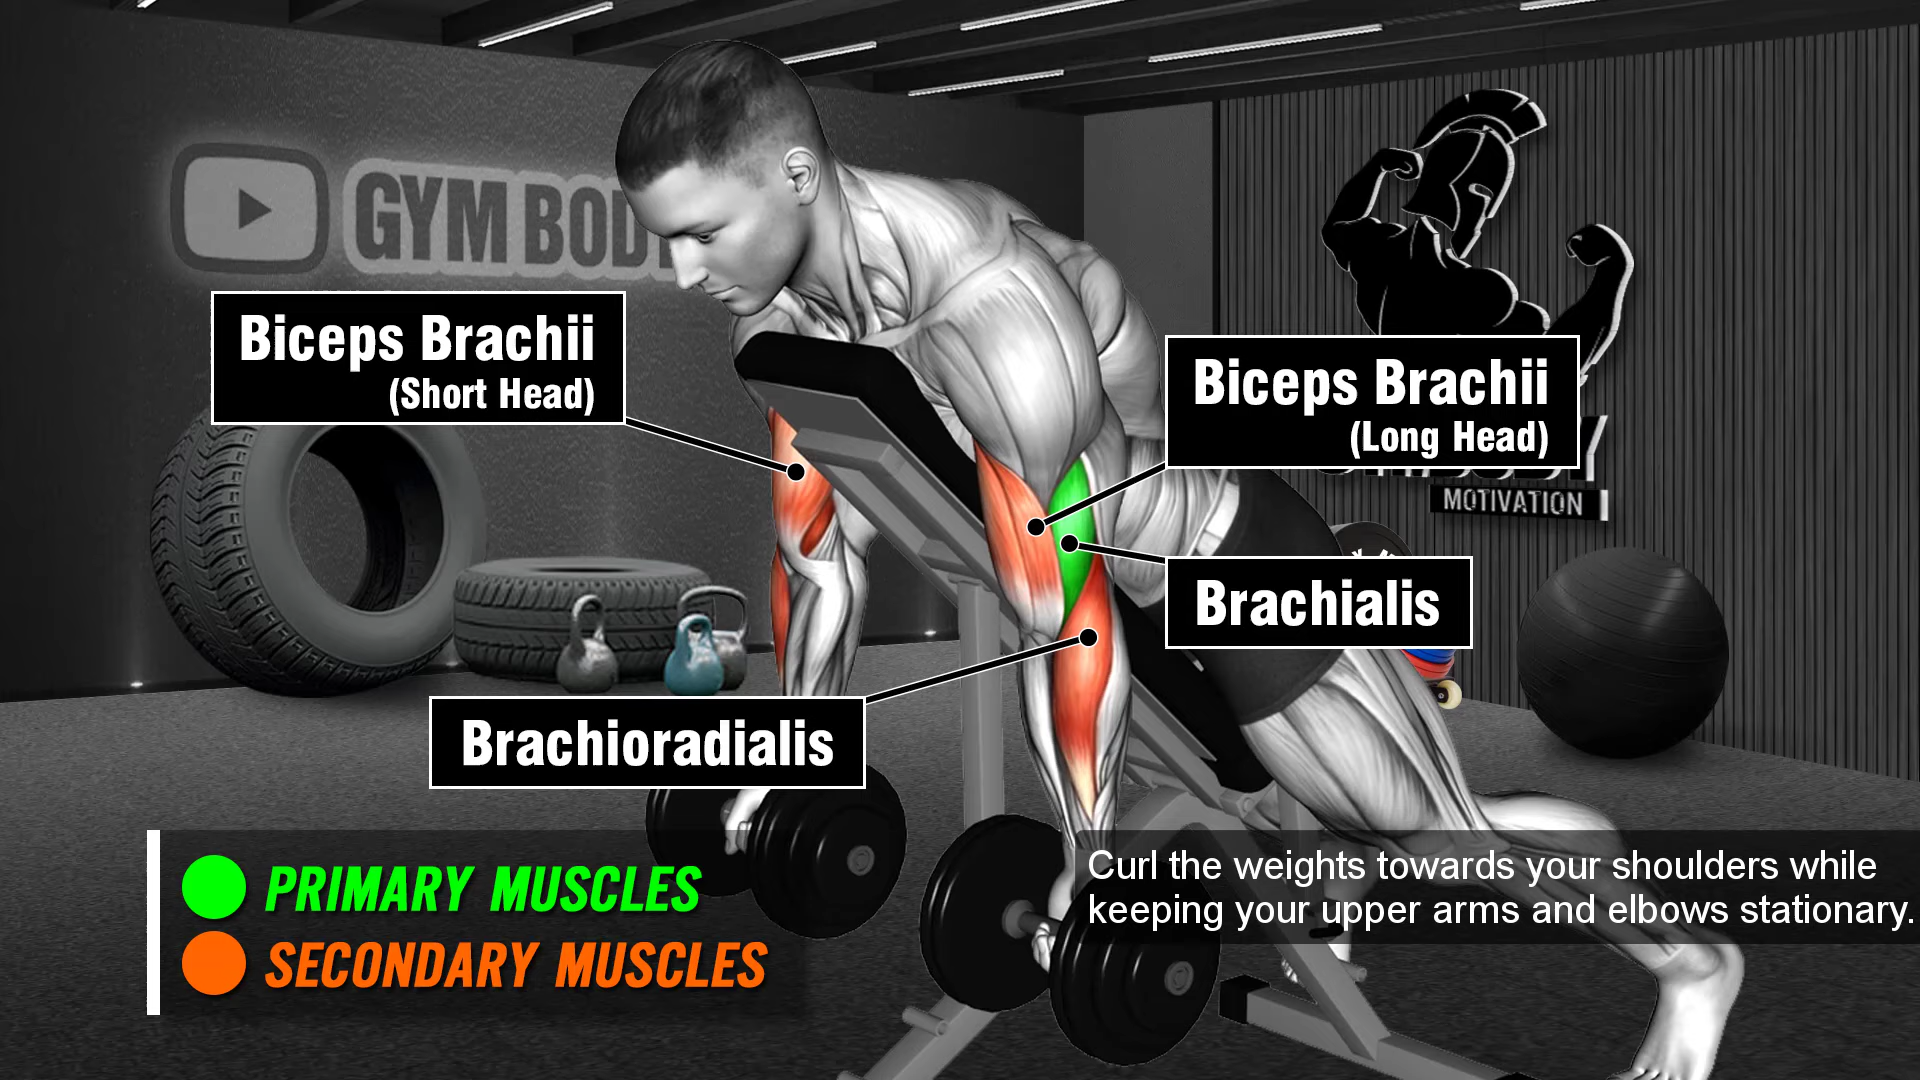 GYM BODY
Biceps Brachii
(Short Head)
Biceps Brachii
(Long Head)
MOTIVATION
Brachialis
Brachioradialis
PRIMARY MUSCLES
SECONDARY MUSCLES
Curl the weights towards your shoulders while
keeping your upper arms and elbows stationary.